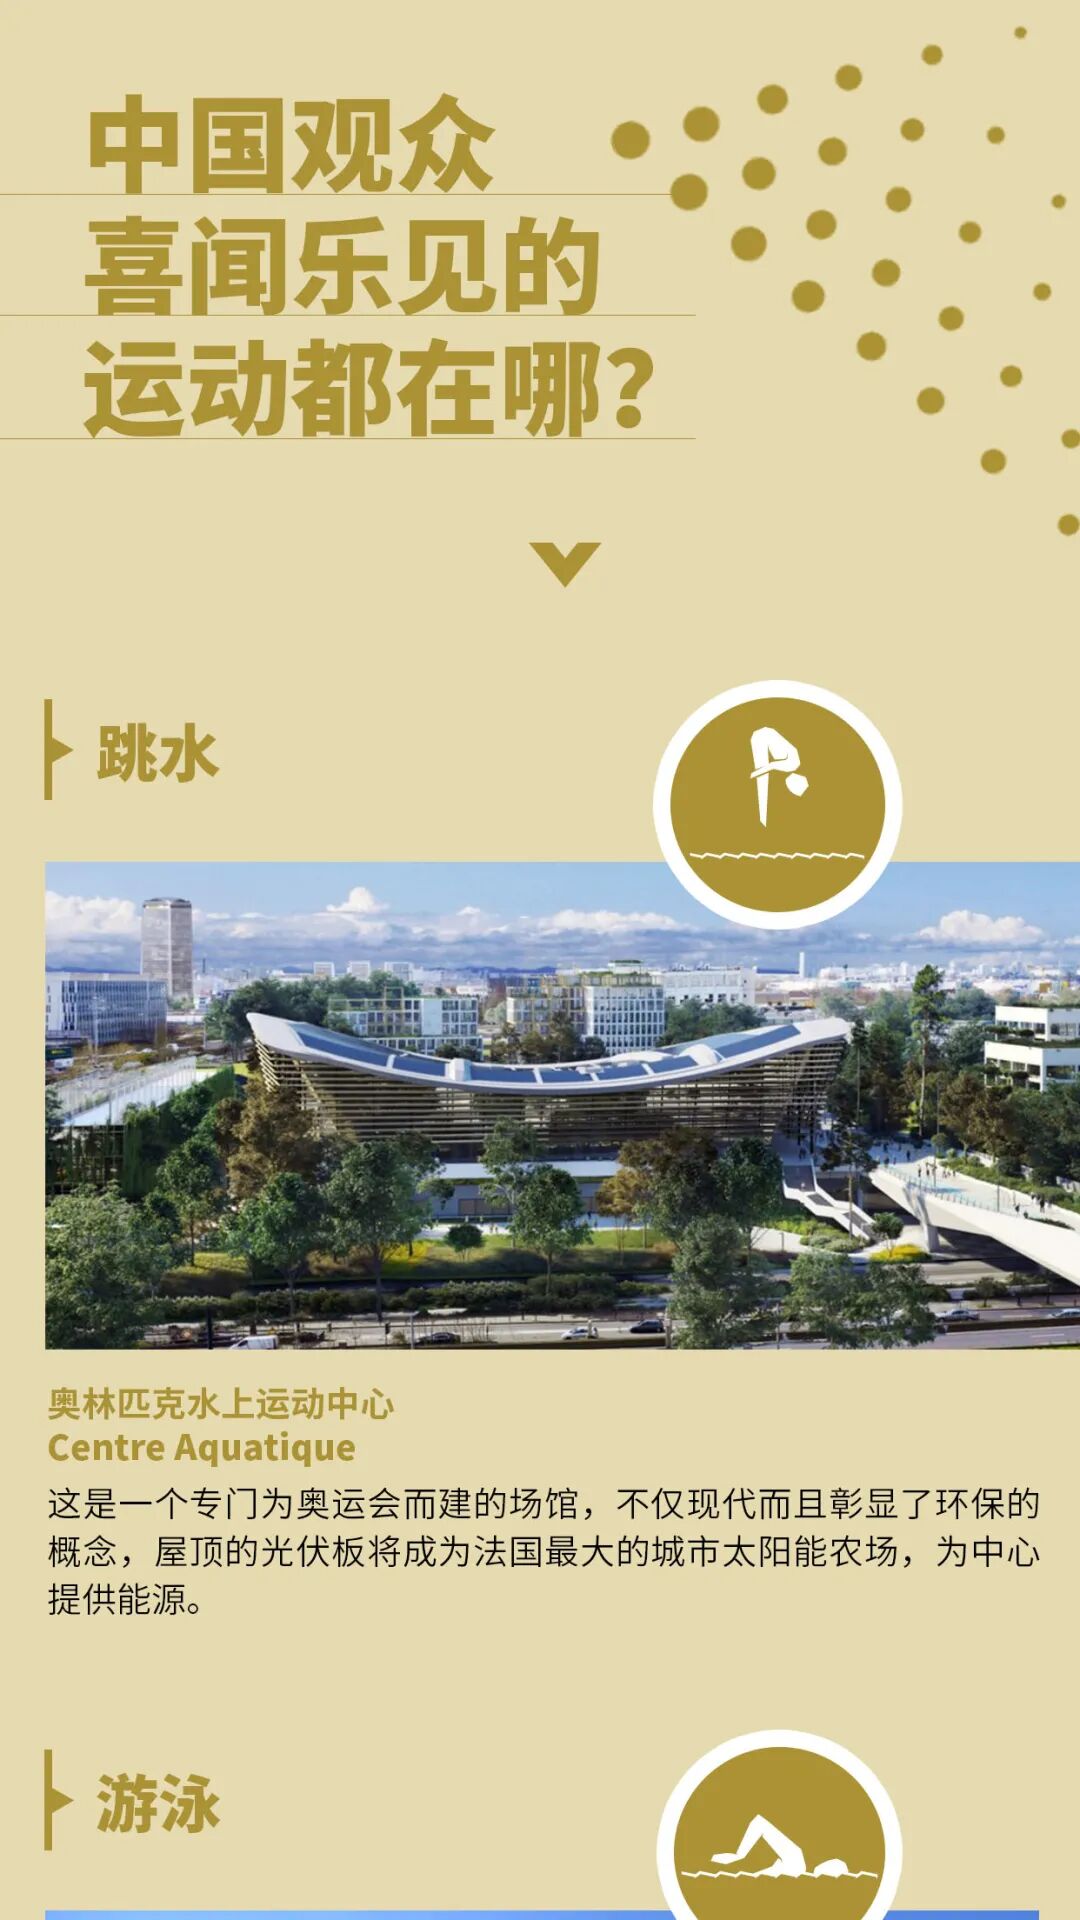 中国观众
喜闻乐见的
运动都在哪？
跳水
奥林匹克水上运动中心
Centre Aquatique
这是一个专门为奥运会而建的场馆，不仅现代而且彰显了环保的
概念，屋顶的光伏板将成为法国最大的城市太阳能农场，为中心
提供能源。
游泳